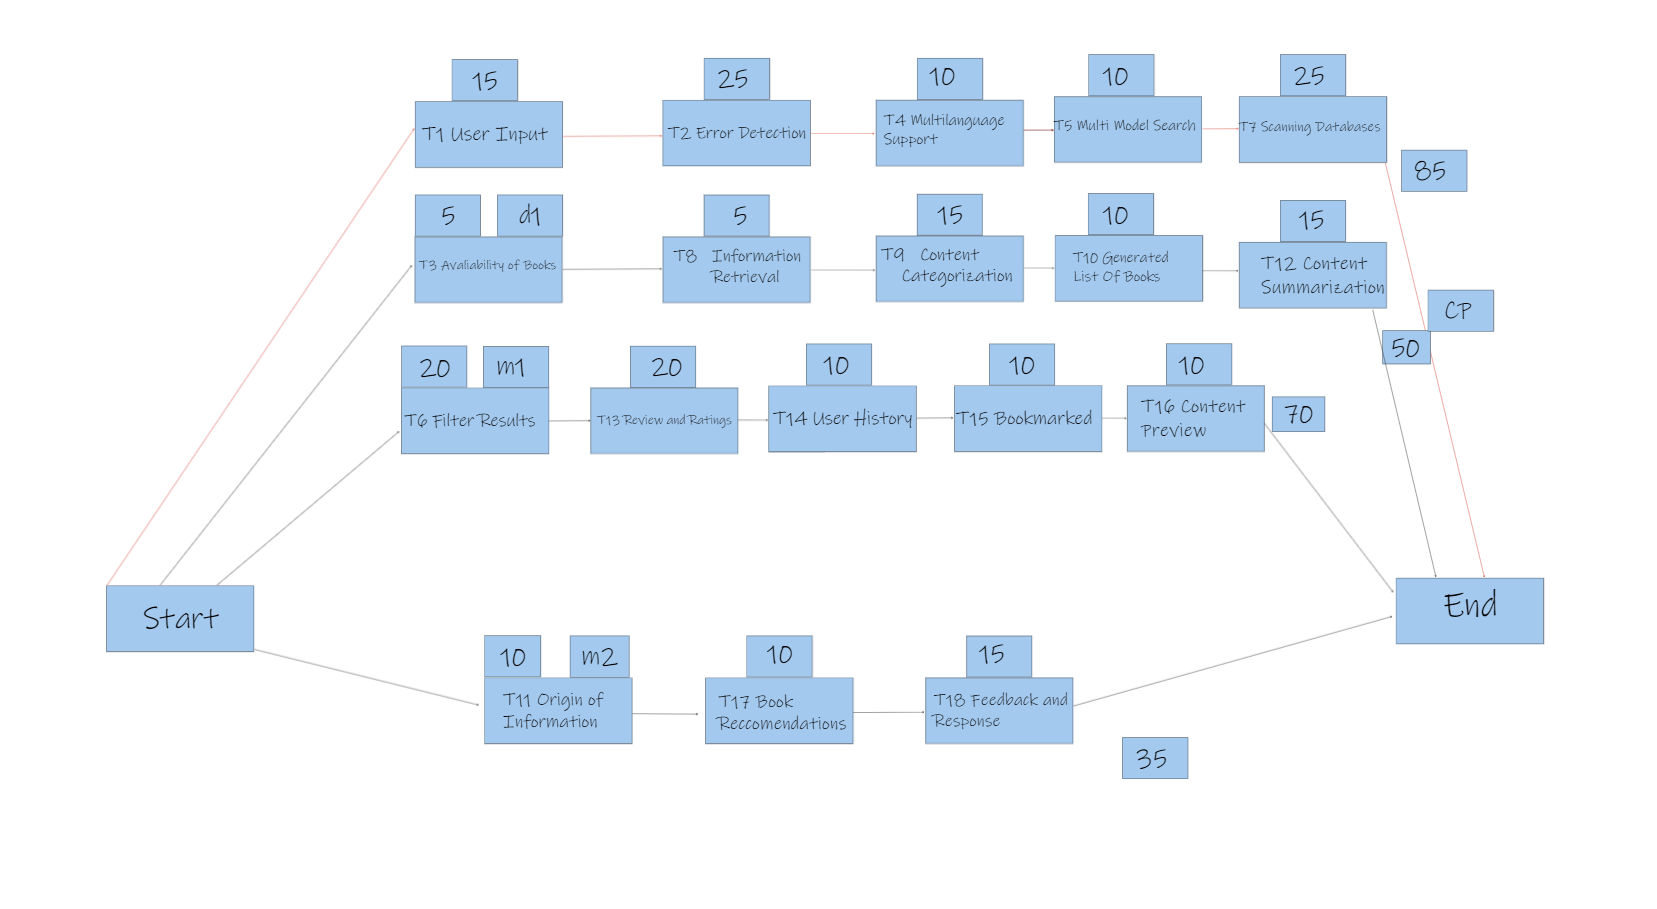 15
25
10
10
25
T1 User Input
T2 Error Detection
T4 Multilanguage
Support
T5 Multi Model Search
T7 Scanning Databases
85
5
d1
5
15
10
15
T3 Avaliability of Books
T8 Information
Retrieval
T9 Content
Categorization
T10 Generated
List Of Books
T12 Content
Summarization
CP
50
20
m1
20
10
10
10
T6 Filter Results
T13 Review and Ratings
T14 User History
T15 Bookmarked
T16 Content
Preview
70
Start
End
10
m2
10
15
T11 Origin of
Information
T17 Book
Reccomendations
T18 Feedback and
Response
35